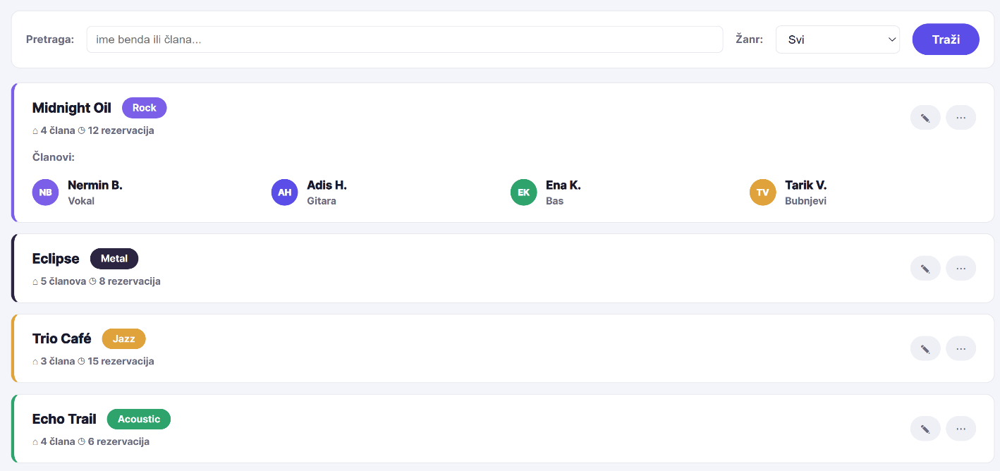 Pretraga: ime benda ili člana... Žanr: Svi Traži
Midnight Oil Rock
4 člana 12 rezervacija
Članovi:
NB Nermin B. Vokal
AH Adis H. Gitara
EK Ena K. Bas
TV Tarik V. Bubnjevi
Eclipse Metal
5 članova 8 rezervacija
Trio Café Jazz
3 člana 15 rezervacija
Echo Trail Acoustic
4 člana 6 rezervacija